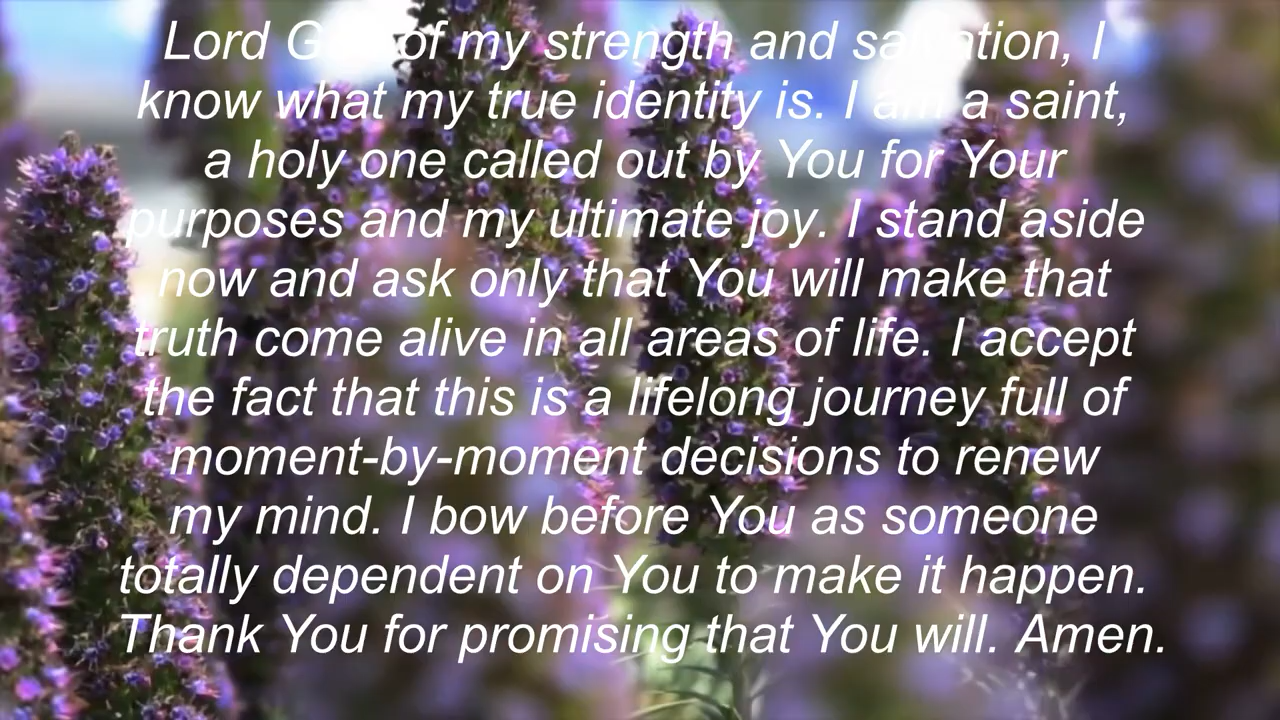 Lord God of my strength and salvation, I
know what my true identity is. I am a saint,
a holy one called out by You for Your
purposes and my ultimate joy. I stand aside
now and ask only that You will make that
truth come alive in all areas of life. I accept
the fact that this is a lifelong journey full of
moment-by-moment decisions to renew
my mind. I bow before You as someone
totally dependent on You to make it happen.
Thank You for promising that You will. Amen.